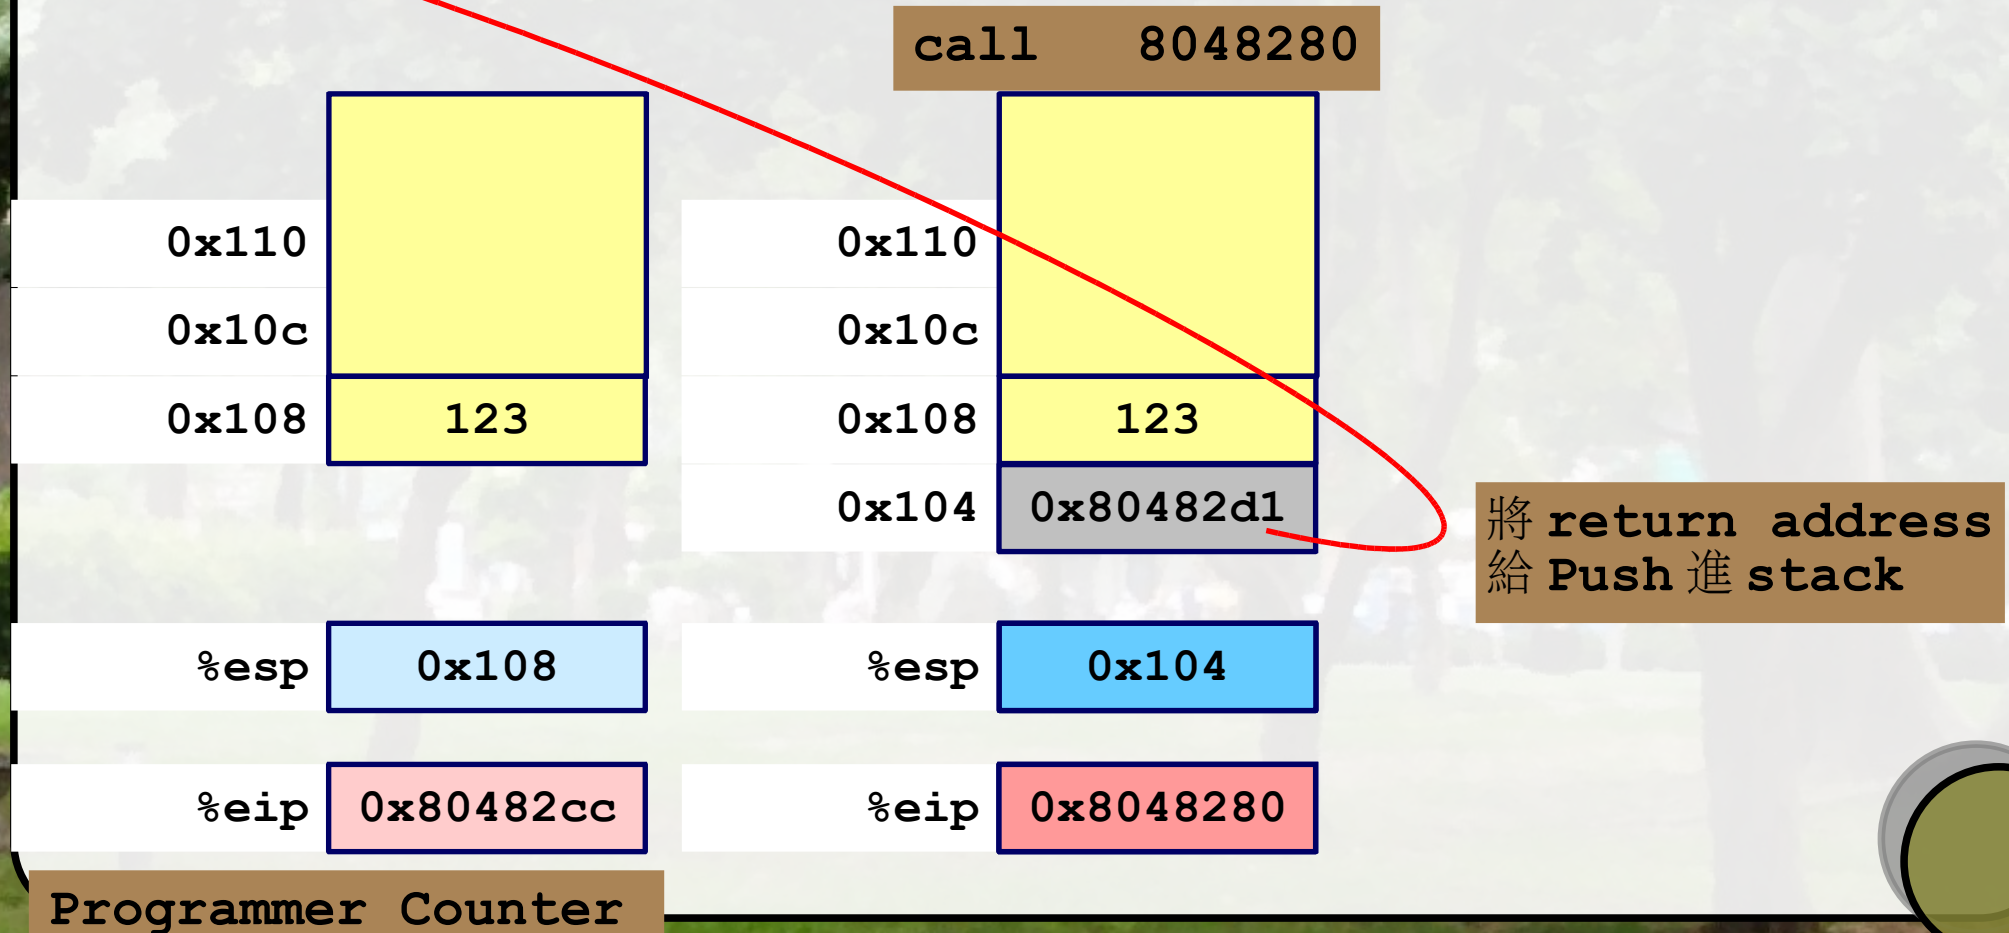 call 8048280
0x110
0x110
0x10c
0x10c
0x108 123
0x108 123
0x104 0x80482d1
將 return address
給 Push 進 stack
%esp 0x108
%esp 0x104
%eip 0x80482cc
%eip 0x8048280
Programmer Counter